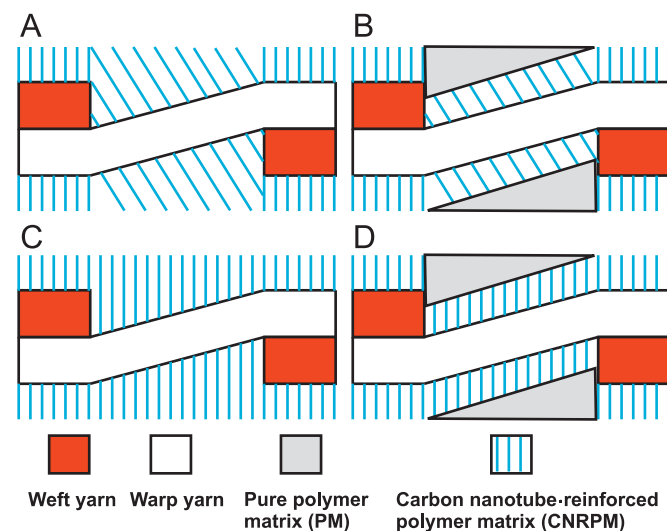 A
B
C
D
Weft yarn
Warp yarn
Pure polymer
matrix (PM)
Carbon nanotube·reinforced
polymer matrix (CNRPM)